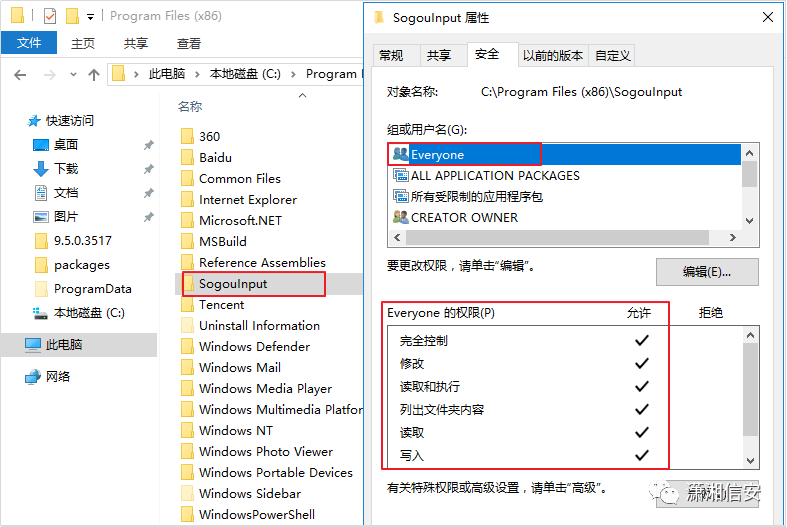 Program Files (x86)
文件 主页 共享 查看
此电脑 › 本地磁盘 (C:) › Program F
快速访问
桌面
下载
文档
图片
9.5.0.3517
packages
ProgramData
本地磁盘 (C:)
此电脑
网络
名称
360
Baidu
Common Files
Internet Explorer
Microsoft.NET
MSBuild
Reference Assemblies
SogouInput
Tencent
Uninstall Information
Windows Defender
Windows Mail
Windows Media Player
Windows Multimedia Platfor
Windows NT
Windows Photo Viewer
Windows Portable Devices
Windows Sidebar
WindowsPowerShell
SogouInput 属性
常规 共享 安全 以前的版本 自定义
对象名称: C:\Program Files (x86)\SogouInput
组或用户名(G):
Everyone
ALL APPLICATION PACKAGES
所有受限制的应用程序包
CREATOR OWNER
要更改权限，请单击"编辑"。
编辑(E)...
Everyone 的权限(P) 允许 拒绝
完全控制
修改
读取和执行
列出文件夹内容
读取
写入
有关特殊权限或高级设置，请单击"高级"。
潇湘信安